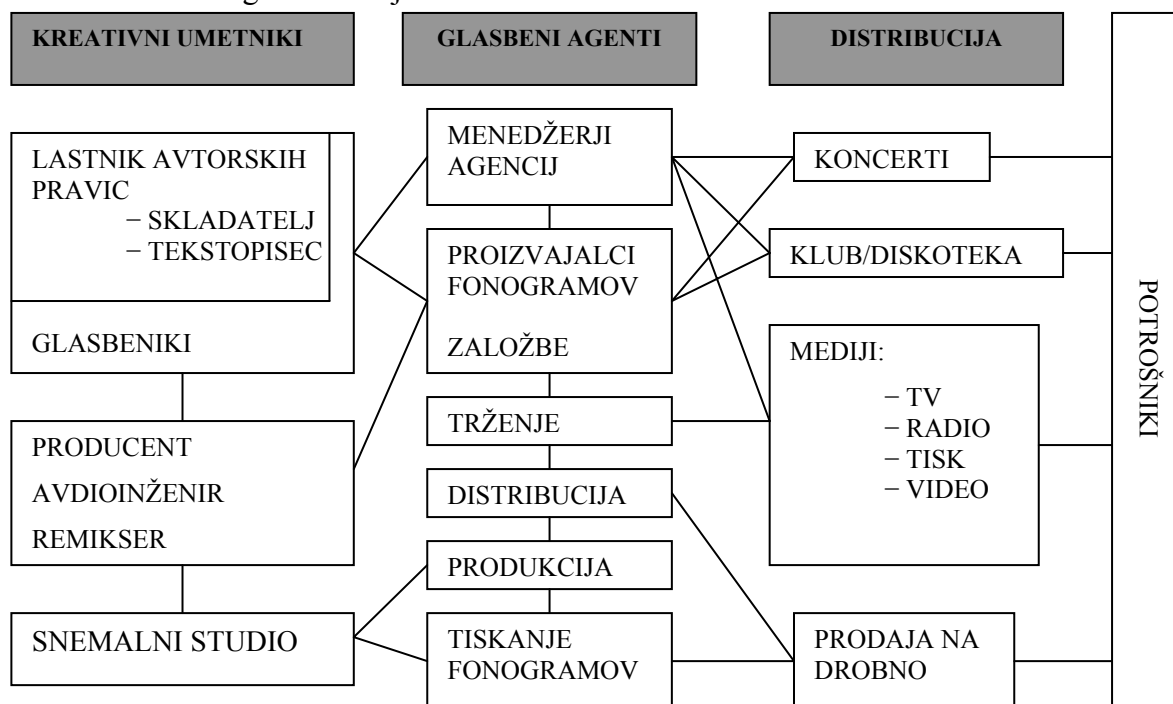 KREATIVNI UMETNIKI
GLASBENI AGENTI
DISTRIBUCIJA
LASTNIK AVTORSKIH
PRAVIC
− SKLADATELJ
− TEKSTOPISEC
GLASBENIKI
PRODUCENT
AVDIOINŽENIR
REMIKSER
SNEMALNI STUDIO
MENEDŽERJI
AGENCIJ
PROIZVAJALCI
FONOGRAMOV
ZALOŽBE
TRŽENJE
DISTRIBUCIJA
PRODUKCIJA
TISKANJE
FONOGRAMOV
KONCERTI
KLUB/DISKOTEKA
MEDIJI:
− TV
− RADIO
− TISK
− VIDEO
PRODAJA NA
DROBNO
POTROŠNIKI